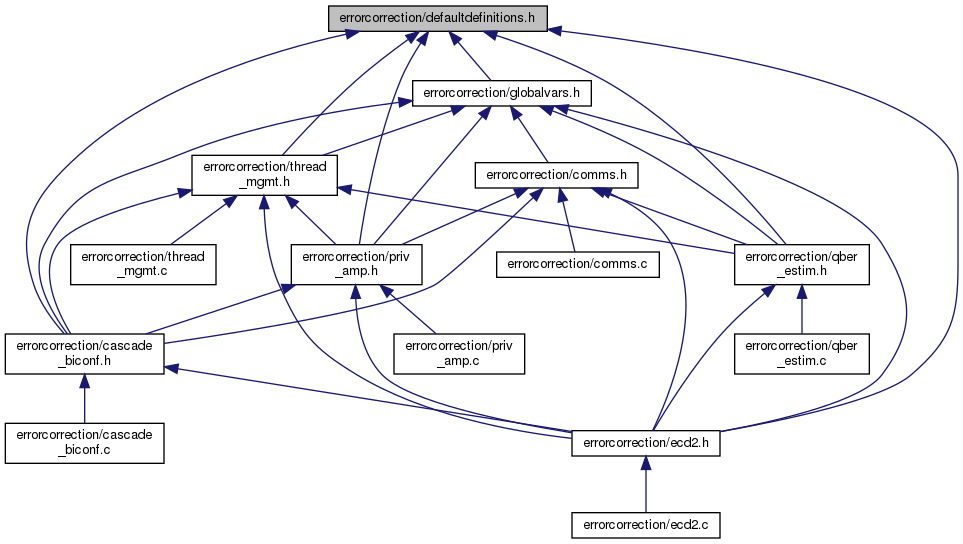 errorcorrection/defaultdefinitions.h
errorcorrection/globalvars.h
errorcorrection/thread
_mgmt.h
errorcorrection/comms.h
errorcorrection/thread
_mgmt.c
errorcorrection/priv
_amp.h
errorcorrection/comms.c
errorcorrection/qber
_estim.h
errorcorrection/cascade
_biconf.h
errorcorrection/priv
_amp.c
errorcorrection/qber
_estim.c
errorcorrection/cascade
_biconf.c
errorcorrection/ecd2.h
errorcorrection/ecd2.c